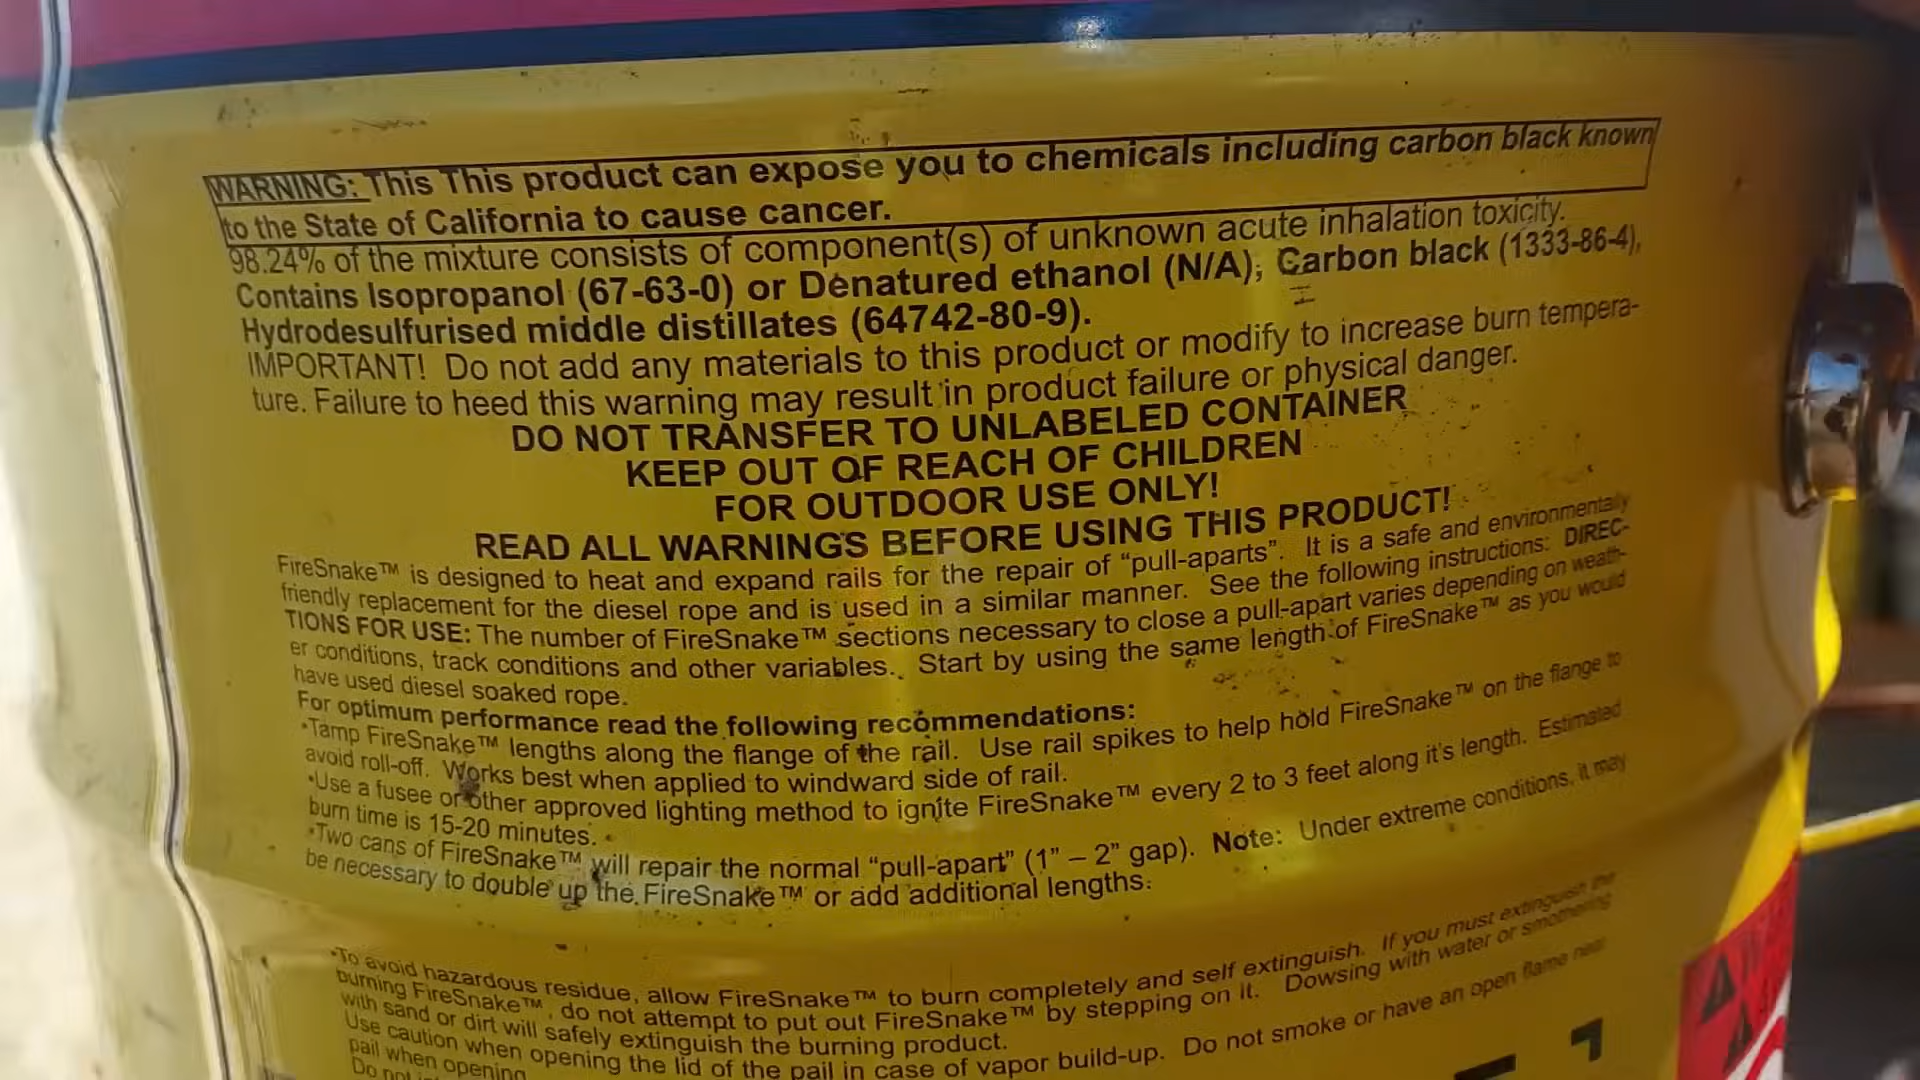 WARNING: This This product can expose you to chemicals including carbon black known
to the State of California to cause cancer.
98.24% of the mixture consists of component(s) of unknown acute inhalation toxicity.
Contains Isopropanol (67-63-0) or Denatured ethanol (N/A), Carbon black (1333-86-4),
Hydrodesulfurised middle distillates (64742-80-9).
IMPORTANT! Do not add any materials to this product or modify to increase burn tempera-
ture. Failure to heed this warning may result in product failure or physical danger.
DO NOT TRANSFER TO UNLABELED CONTAINER
KEEP OUT OF REACH OF CHILDREN
FOR OUTDOOR USE ONLY!
READ ALL WARNINGS BEFORE USING THIS PRODUCT!
FireSnake™ is designed to heat and expand rails for the repair of “pull-aparts”. It is a safe and environmentally
friendly replacement for the diesel rope and is used in a similar manner. See the following instructions: DIREC-
TIONS FOR USE: The number of FireSnake™ sections necessary to close a pull-apart varies depending on weath-
er conditions, track conditions and other variables. Start by using the same length of FireSnake™ as you would
have used diesel soaked rope.
For optimum performance read the following recommendations:
•Tamp FireSnake™ lengths along the flange of the rail. Use rail spikes to help hold FireSnake™ on the flange to
avoid roll-off. Works best when applied to windward side of rail.
•Use a fusee or other approved lighting method to ignite FireSnake™ every 2 to 3 feet along it's length. Estimated
burn time is 15-20 minutes.
•Two cans of FireSnake™ will repair the normal “pull-apart” (1” – 2” gap). Note: Under extreme conditions, it may
be necessary to double up the FireSnake™ or add additional lengths.
•To avoid hazardous residue, allow FireSnake™ to burn completely and self extinguish. If you must extinguish the
burning FireSnake™, do not attempt to put out FireSnake™ by stepping on it. Dowsing with water or smothering
with sand or dirt will safely extinguish the burning product.
Use caution when opening the lid of the pail in case of vapor build-up. Do not smoke or have an open flame near
pail when opening
Do not